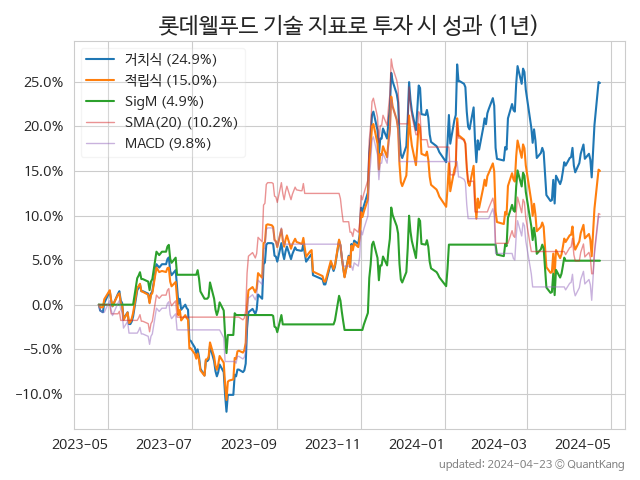 롯데웰푸드 기술 지표로 투자 시 성과 (1년)
거치식 (24.9%)
적립식 (15.0%)
SigM (4.9%)
SMA(20) (10.2%)
MACD (9.8%)
25.0%
20.0%
15.0%
10.0%
5.0%
0.0%
−5.0%
−10.0%
2023-05 2023-07 2023-09 2023-11 2024-01 2024-03 2024-05
updated: 2024-04-23 © QuantKang